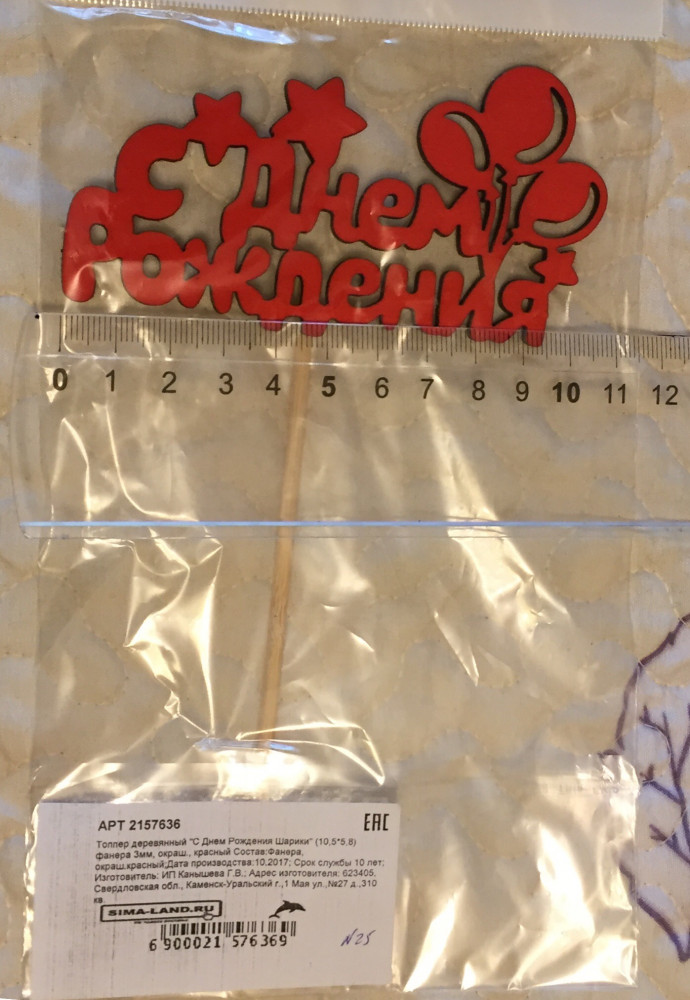 С Днем
Рождения
0 1 2 3 4 5 6 7 8 9 10 11 12
АРТ 2157636
EAC
Топпер деревянный "С Днем Рождения Шарики" (10,5*5,8)
фанера 3мм, окраш., красный Состав:Фанера,
окраш.красный;Дата производства:10.2017; Срок службы 10 лет;
Изготовитель: ИП Канышева Г.В.; Адрес изготовителя: 623405,
Свердловская обл., Каменск-Уральский г.,1 Мая ул.,№27 д.,310
кв
SIMA-LAND.RU
6 900021 576369
N25